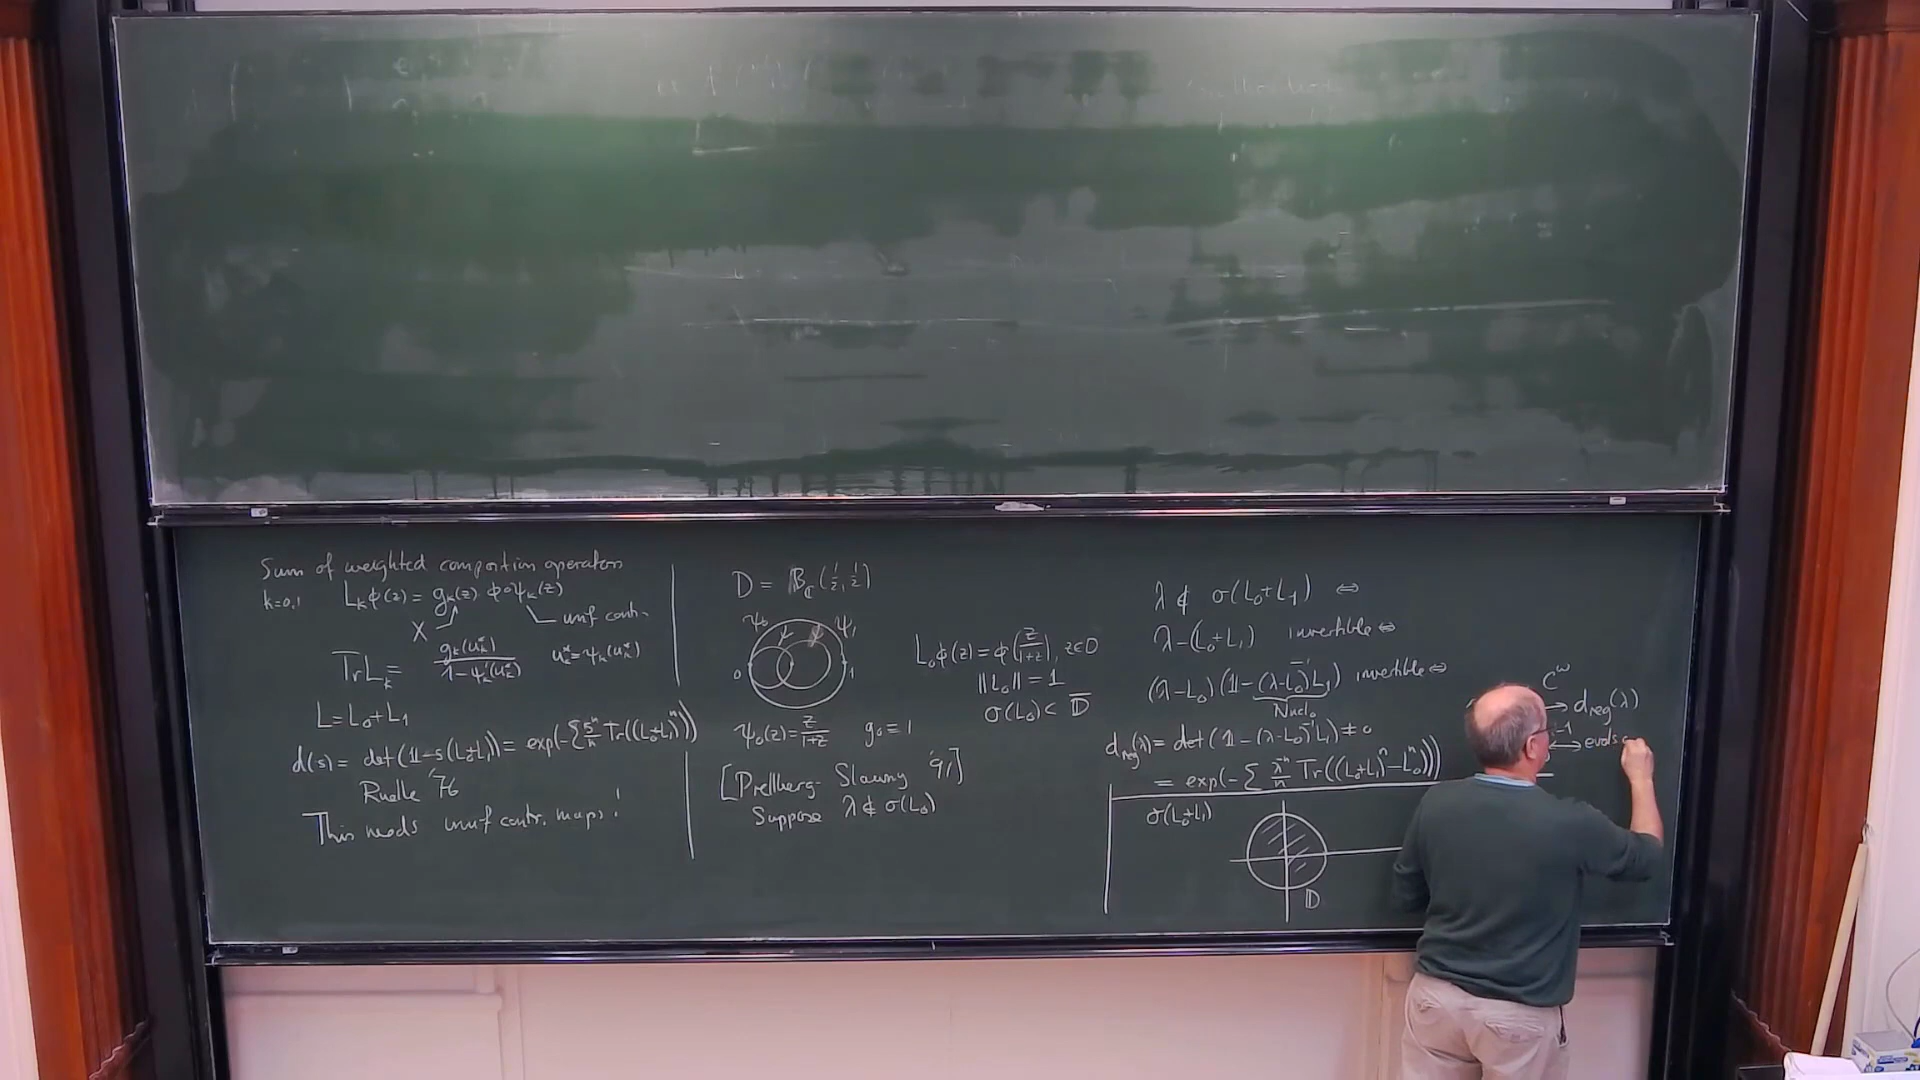 Sum of weighted compostion operators
k=0,1 L_kφ(z) = g_k(z) φ∘ψ_k(z)
X unif contr.
Tr L_k = g_k(u_k^*) / (1-ψ_k'(u_k^*)) u_k^* = ψ_k(u_k^*)
L = L_0 + L_1
d(s) = det(1-s(L_0+L_1)) = exp(-Σ s^n/n Tr((L_0+L_1)^n))
Ruelle '76
This needs unif contr. maps!
D = B_ℂ(1/2, 1/2)
ψ_0 ψ_1
0 1
ψ_0(z) = z/(1+z) g_0 = 1
[Prellberg-Slawny '91]
Suppose λ ∉ σ(L_0)
L_0φ(z) = φ(z/(1+z)), z∈D
||L_0|| = 1
σ(L_0) ⊂ 𝔻̄
λ ∉ σ(L_0+L_1) ⇔
λ-(L_0+L_1) invertible ⇔
(λ-L_0)(1-(λ-L_0)^{-1}L_1) invertible ⇔
Nucl_0
d_reg(λ) = det(1-(λ-L_0)^{-1}L_1) ≠ 0
= exp(-Σ λ^{-n}/n Tr((L_0+L_1)^n - L_0^n))
C^ω
→ d_reg(λ)
↔ evals
σ(L_0+L_1)
𝔻